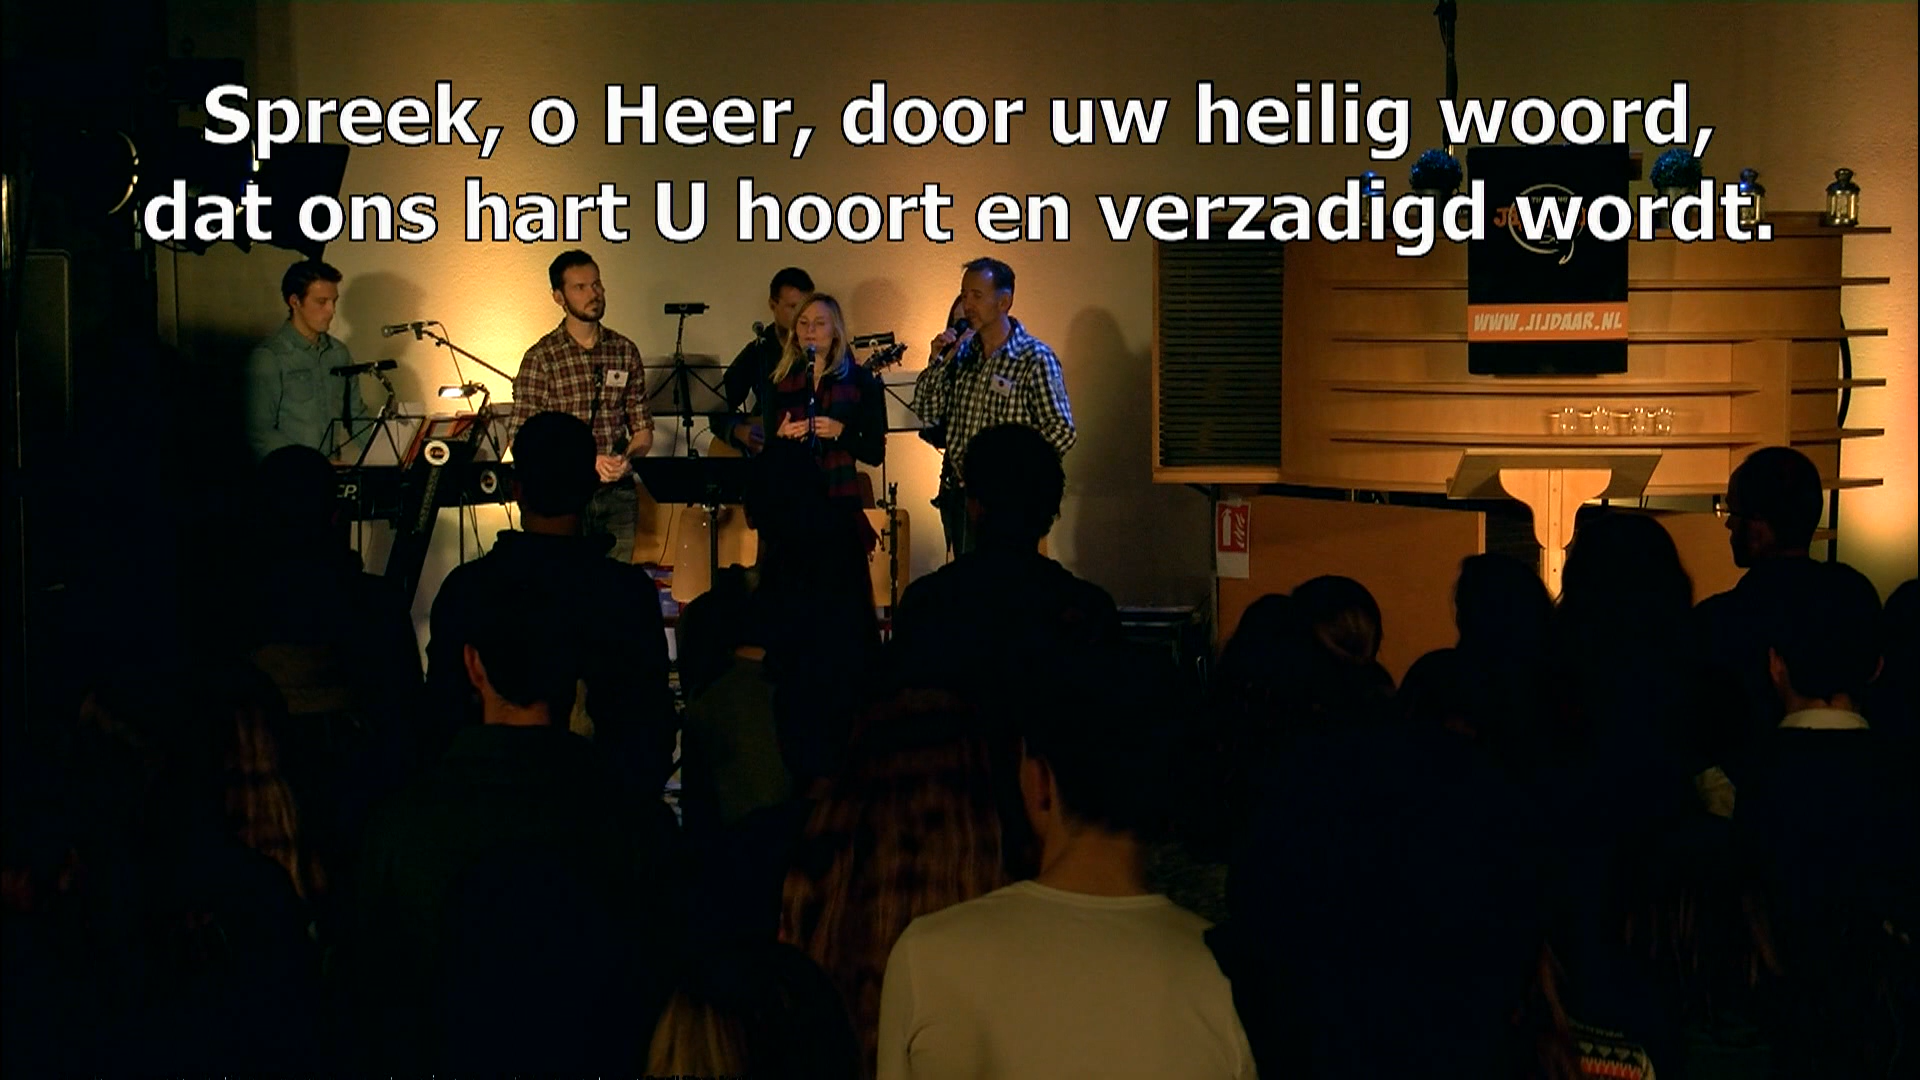 Spreek, o Heer, door uw heilig woord,
dat ons hart U hoort en verzadigd wordt.
WWW.JIJDAAR.NL